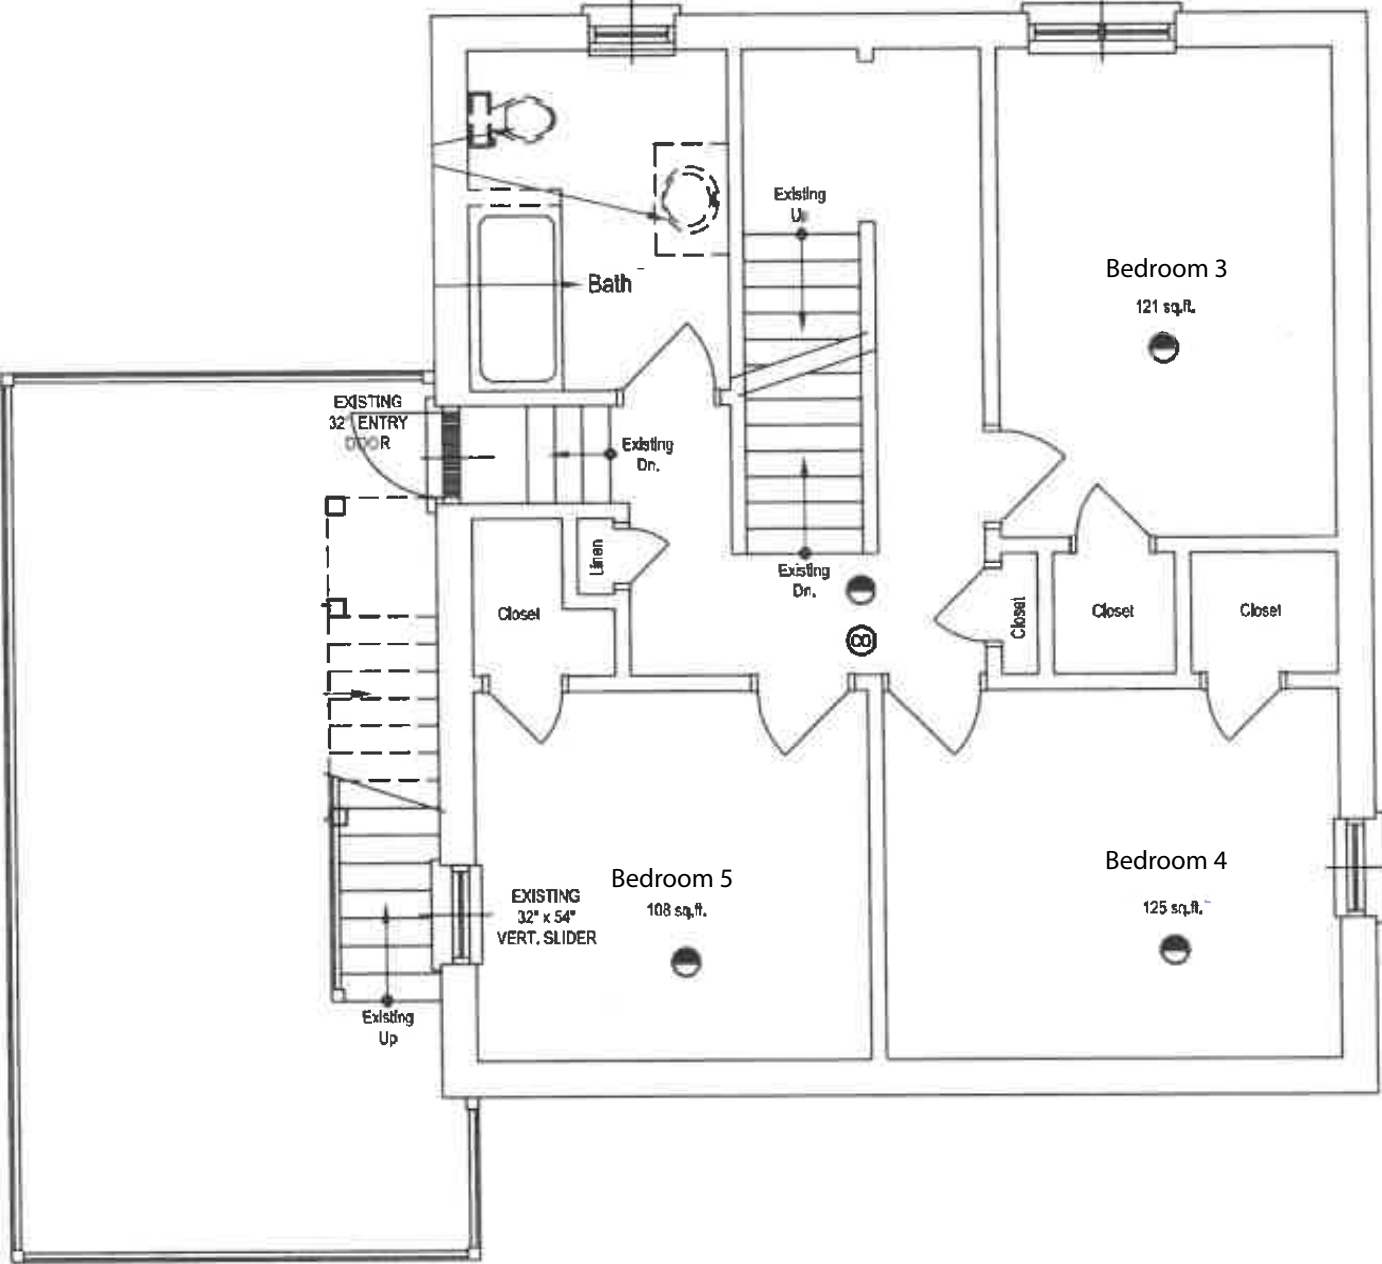 Existing
Up
Bedroom 3
121 sq.ft.
Bath
EXISTING
32" ENTRY
DOOR
Existing
Dn.
Linen
Existing
Dn.
Closet
CO
Closet
Closet
Closet
Bedroom 5
108 sq.ft.
EXISTING
32" x 54"
VERT. SLIDER
Bedroom 4
125 sq.ft.
Existing
Up